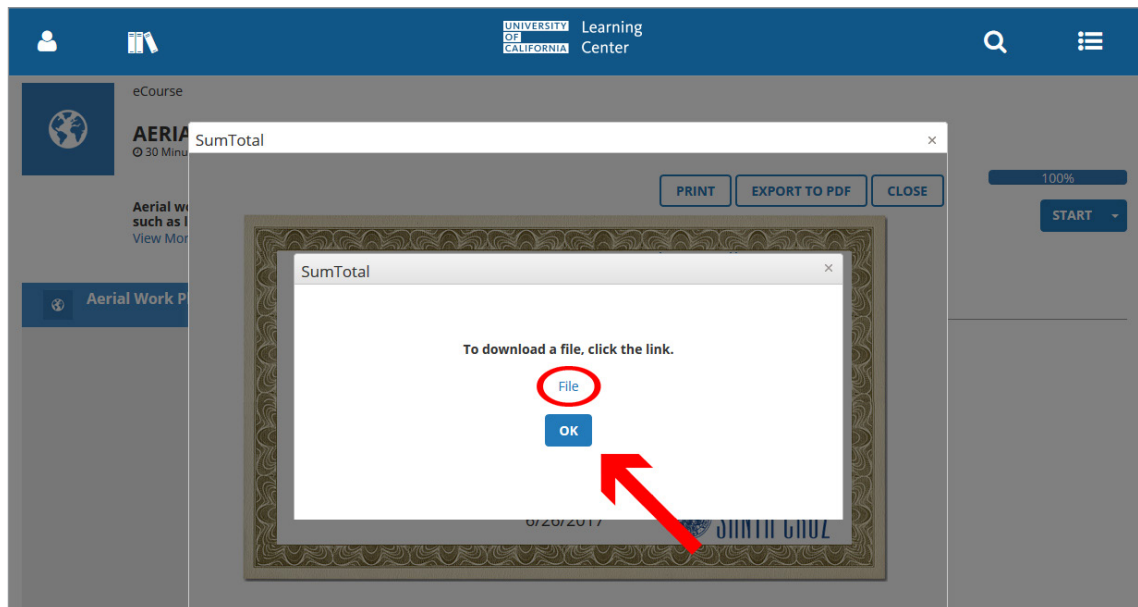 UNIVERSITY
OF
CALIFORNIA
Learning
Center
eCourse
AERIA
30 Minu
SumTotal
×
PRINT
EXPORT TO PDF
CLOSE
100%
START
Aerial wo
such as l
View Mor
Aerial Work P
SumTotal
×
To download a file, click the link.
File
OK
6/26/2017
SANTA CRUZ